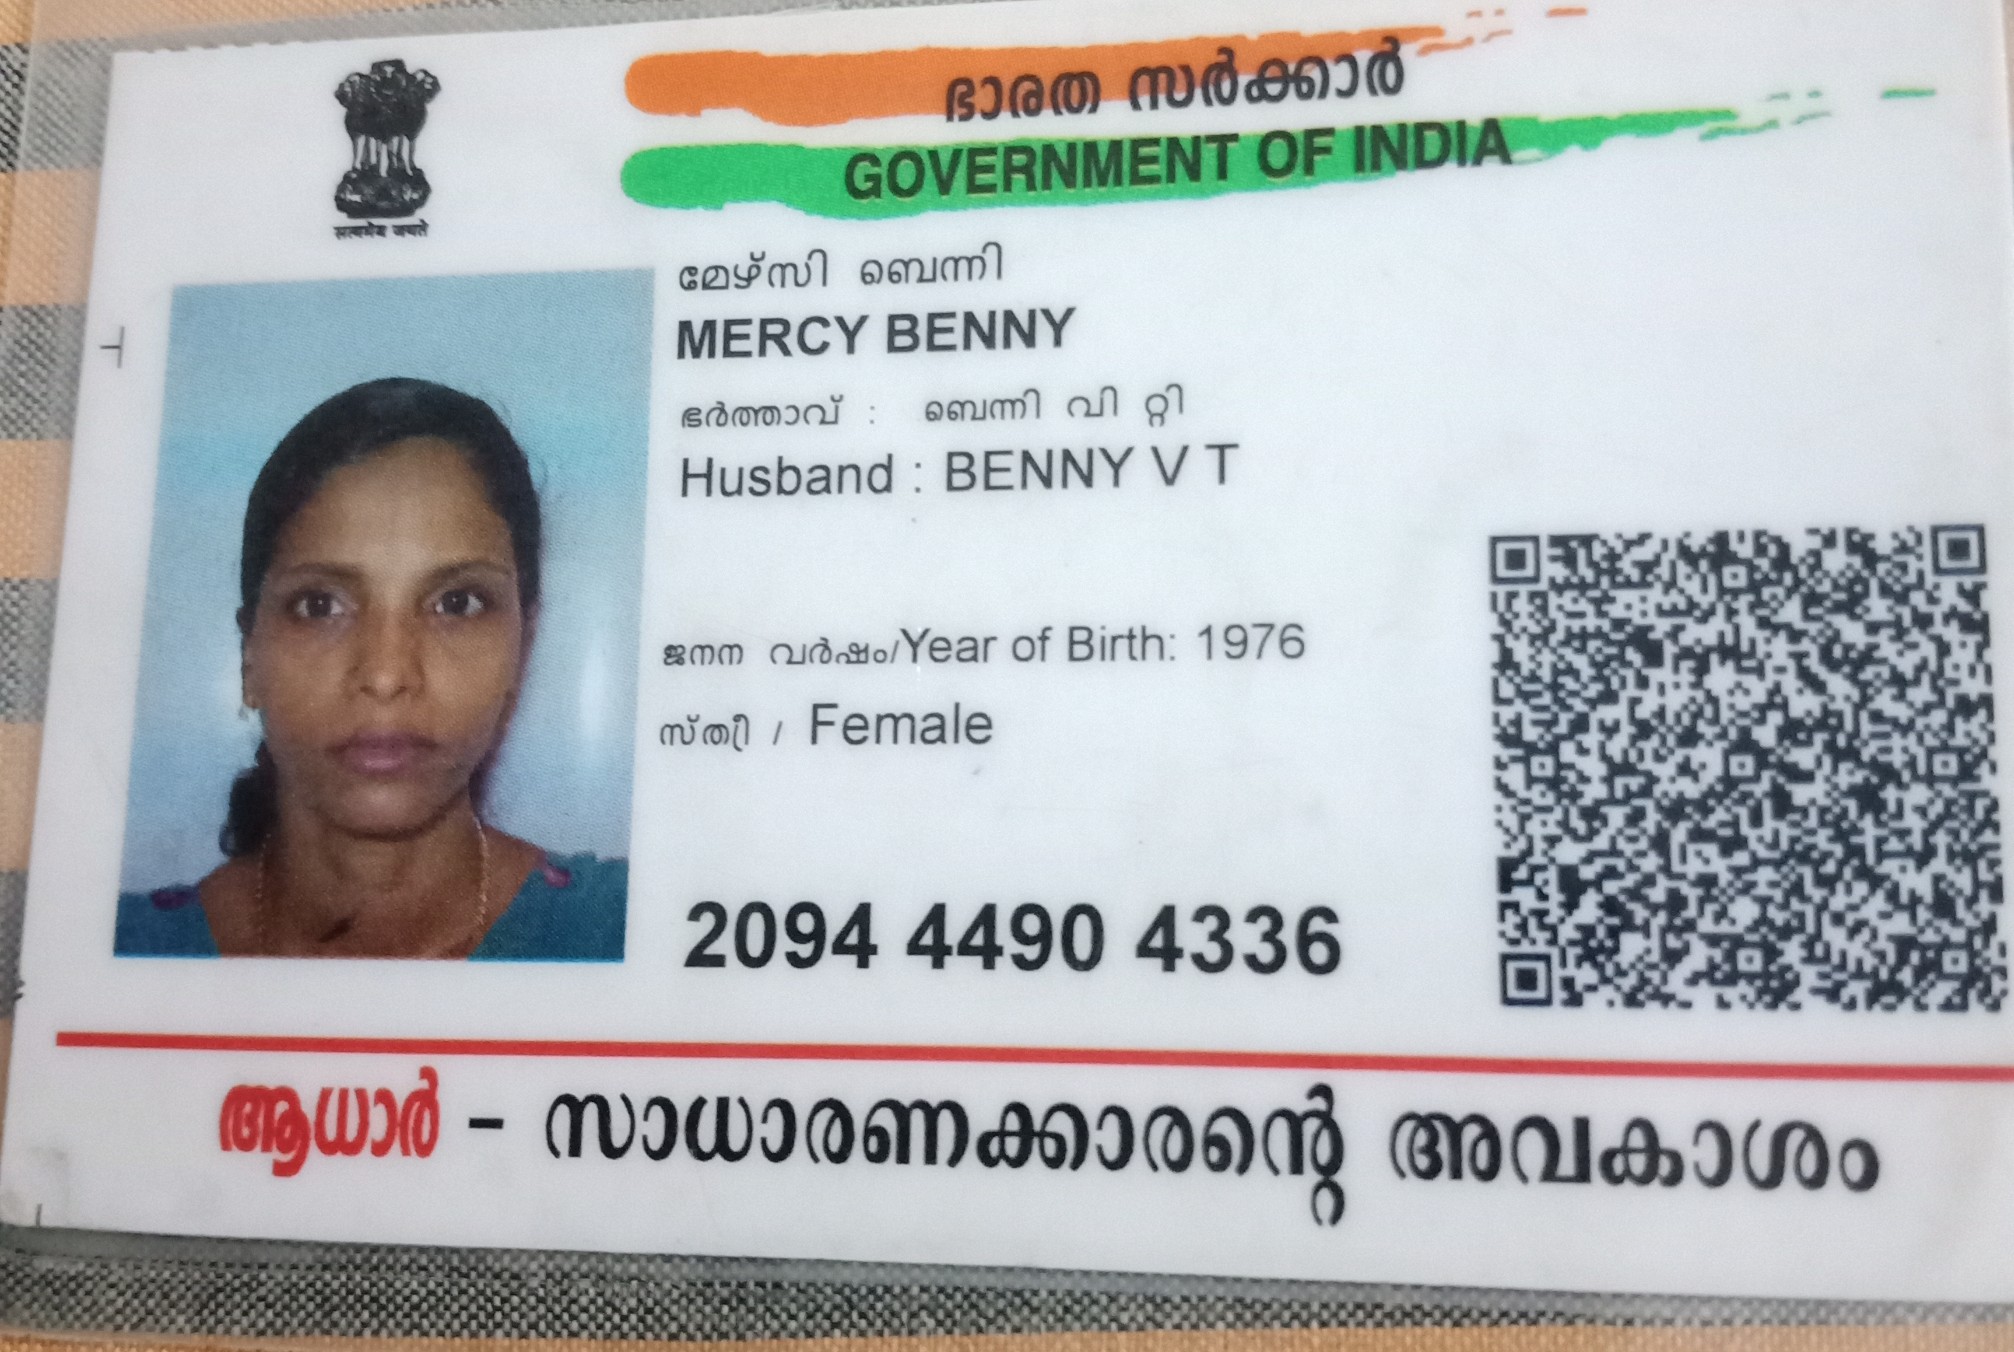 सत्यमेव जयते
ഭാരത സർക്കാർ
GOVERNMENT OF INDIA
മേഴ്സി ബെന്നി
MERCY BENNY
ഭർത്താവ് : ബെന്നി വി റ്റി
Husband : BENNY V T
ജനന വർഷം/Year of Birth: 1976
സ്ത്രീ / Female
2094 4490 4336
ആധാർ - സാധാരണക്കാരന്റെ അവകാശം